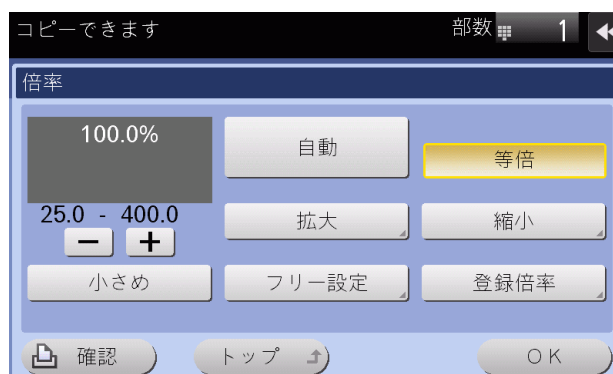 コピーできます 部数 1
倍率
100.0%
自動
等倍
25.0 - 400.0
拡大
縮小
− +
小さめ
フリー設定
登録倍率
確認
トップ
OK